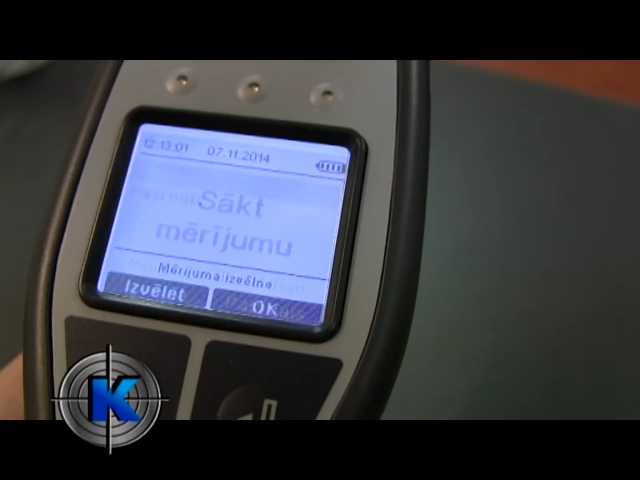 12:13:01 07.11.2014
Sākt
mērījumu
Mērījuma izvēlne
Izvēlet OK
K